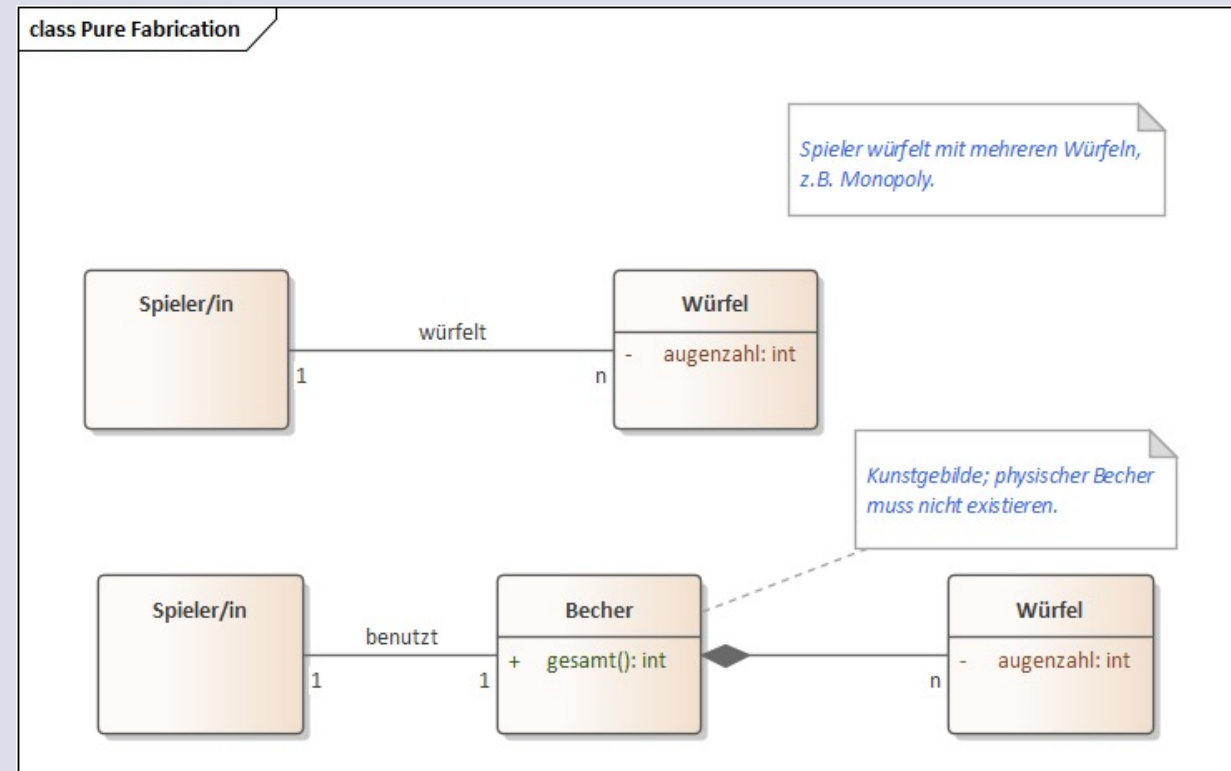 class Pure Fabrication
Spieler würfelt mit mehreren Würfeln,
z.B. Monopoly.
Spieler/in
würfelt
1
n
Würfel
- augenzahl: int
Kunstgebilde; physischer Becher
muss nicht existieren.
Spieler/in
benutzt
1
1
Becher
+ gesamt(): int
n
Würfel
- augenzahl: int